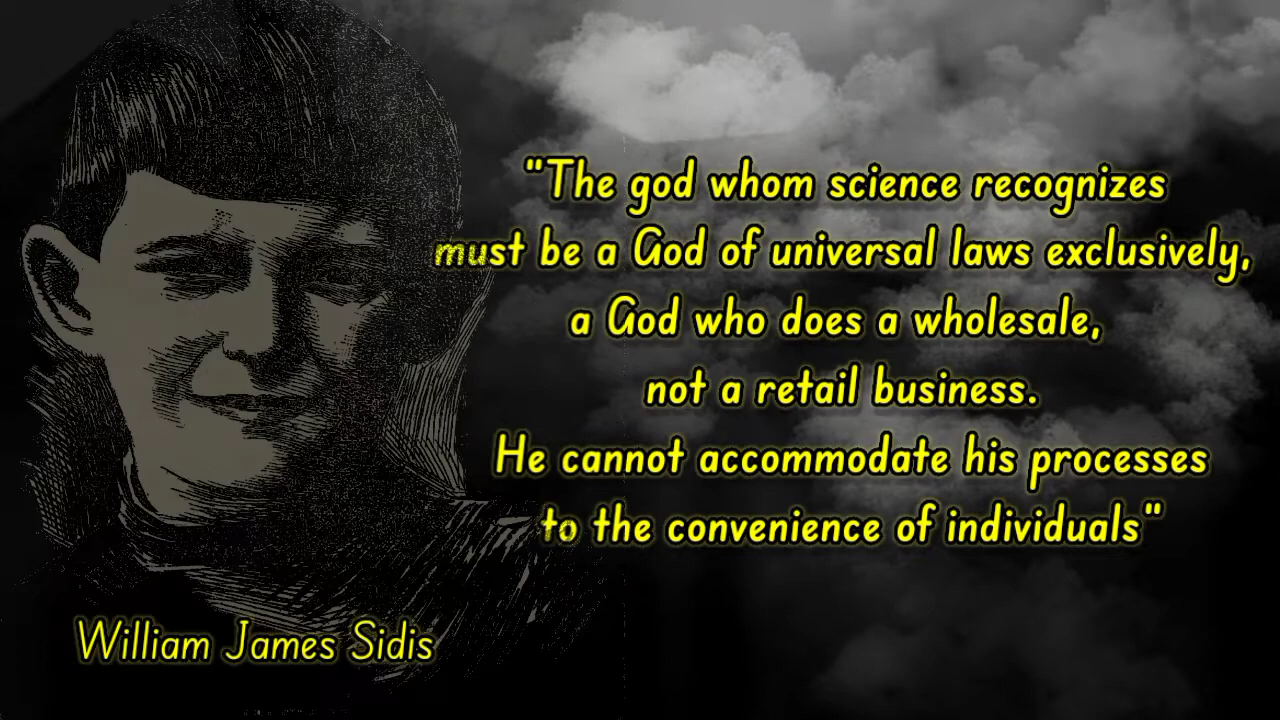 "The god whom science recognizes
must be a God of universal laws exclusively,
a God who does a wholesale,
not a retail business.
He cannot accommodate his processes
to the convenience of individuals"
William James Sidis